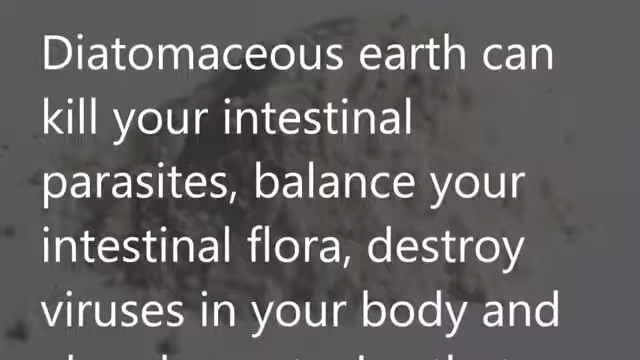 Diatomaceous earth can
kill your intestinal
parasites, balance your
intestinal flora, destroy
viruses in your body and